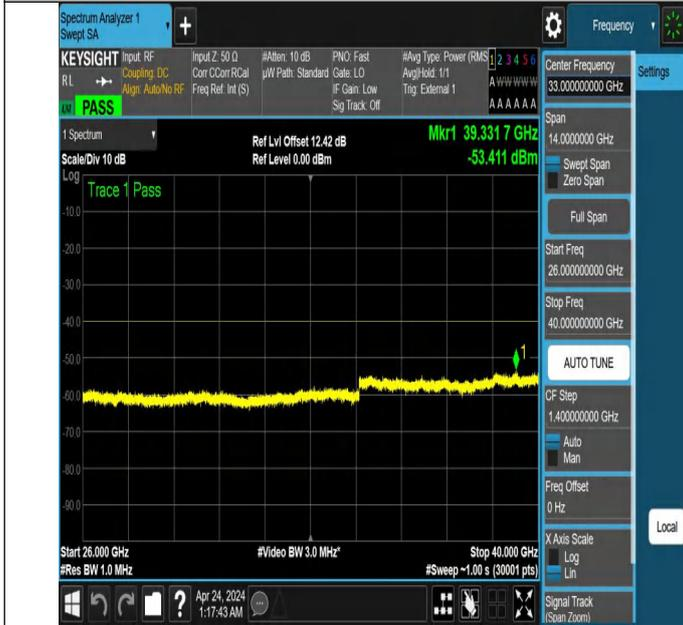 Spectrum Analyzer 1
Swept SA
+
Frequency
KEYSIGHT
Input: RF
Coupling: DC
Align: Auto/No RF
Input Z: 50 Ω
Corr CCorr RCal
Freq Ref: Int (S)
#Atten: 10 dB
µW Path: Standard
PNO: Fast
Gate: LO
IF Gain: Low
Sig Track: Off
#Avg Type: Power (RMS
Avg|Hold: 1/1
Trig: External 1
1 2 3 4 5 6
A W W W W W
A A A A A A
R L
PASS
1 Spectrum
Scale/Div 10 dB
Ref Lvl Offset 12.42 dB
Ref Level 0.00 dBm
Mkr1 39.331 7 GHz
-53.411 dBm
Log
Trace 1 Pass
-10.0
-20.0
-30.0
-40.0
-50.0
-60.0
-70.0
-80.0
-90.0
1
Start 26.000 GHz
#Res BW 1.0 MHz
#Video BW 3.0 MHz*
Stop 40.000 GHz
#Sweep ~1.00 s (30001 pts)
Apr 24, 2024
1:17:43 AM
?
Center Frequency
33.000000000 GHz
Settings
Span
14.0000000 GHz
Swept Span
Zero Span
Full Span
Start Freq
26.000000000 GHz
Stop Freq
40.000000000 GHz
AUTO TUNE
CF Step
1.400000000 GHz
Auto
Man
Freq Offset
0 Hz
X Axis Scale
Log
Lin
Local
Signal Track
(Span Zoom)